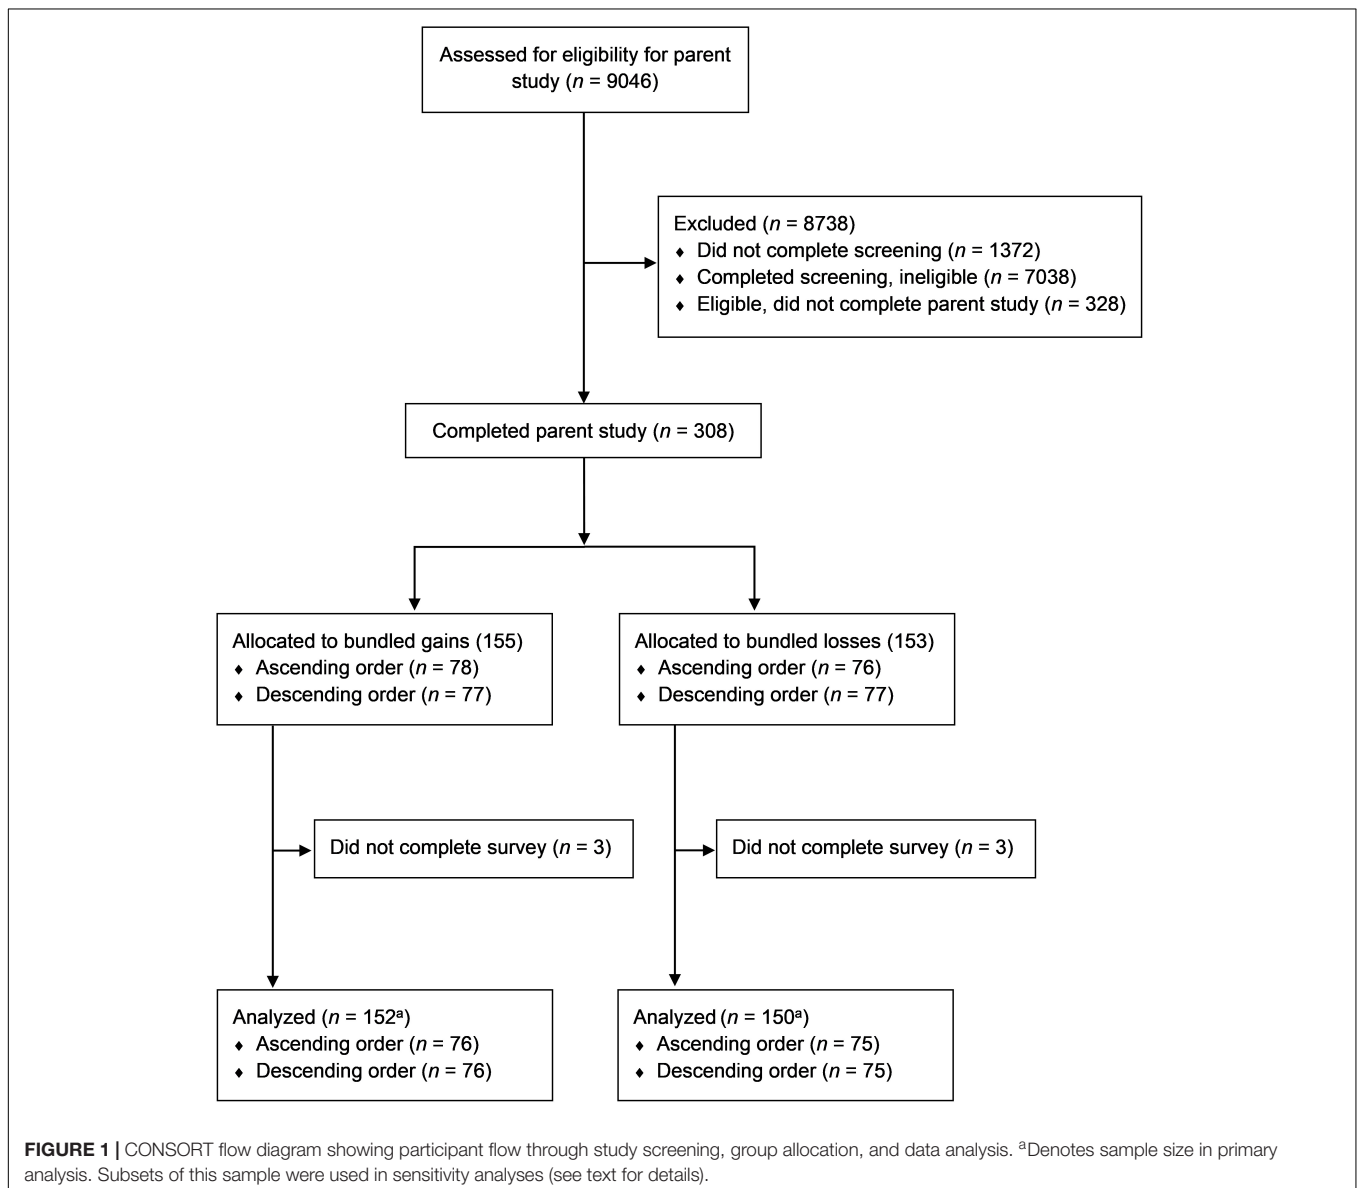 Assessed for eligibility for parent
study (n = 9046)
Excluded (n = 8738)
♦ Did not complete screening (n = 1372)
♦ Completed screening, ineligible (n = 7038)
♦ Eligible, did not complete parent study (n = 328)
Completed parent study (n = 308)
Allocated to bundled gains (155)
♦ Ascending order (n = 78)
♦ Descending order (n = 77)
Allocated to bundled losses (153)
♦ Ascending order (n = 76)
♦ Descending order (n = 77)
Did not complete survey (n = 3)
Did not complete survey (n = 3)
Analyzed (n = 152ᵃ)
♦ Ascending order (n = 76)
♦ Descending order (n = 76)
Analyzed (n = 150ᵃ)
♦ Ascending order (n = 75)
♦ Descending order (n = 75)
FIGURE 1 | CONSORT flow diagram showing participant flow through study screening, group allocation, and data analysis. ᵃDenotes sample size in primary
analysis. Subsets of this sample were used in sensitivity analyses (see text for details).